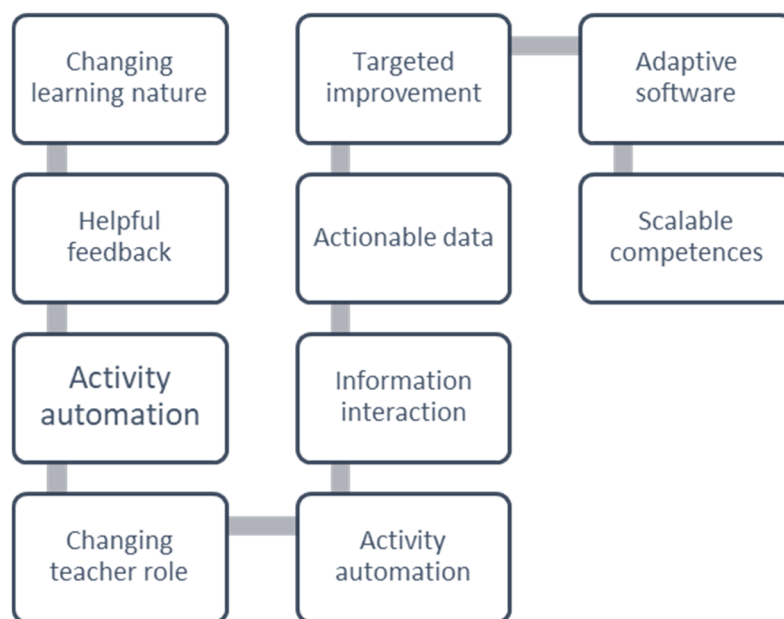 Changing
learning nature
Helpful
feedback
Activity
automation
Changing
teacher role
Activity
automation
Information
interaction
Actionable data
Targeted
improvement
Adaptive
software
Scalable
competences